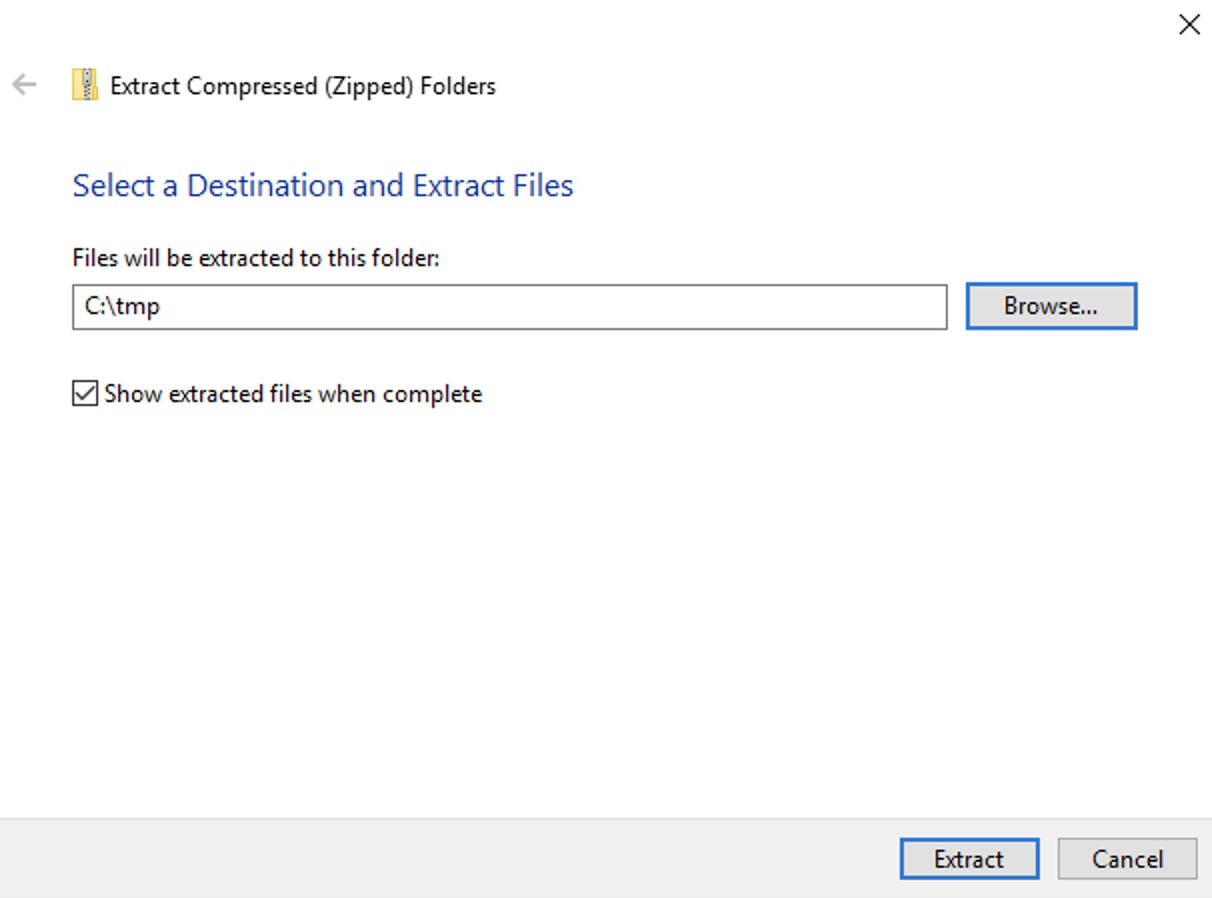 Extract Compressed (Zipped) Folders
Select a Destination and Extract Files
Files will be extracted to this folder:
C:\tmp
Browse...
Show extracted files when complete
Extract
Cancel